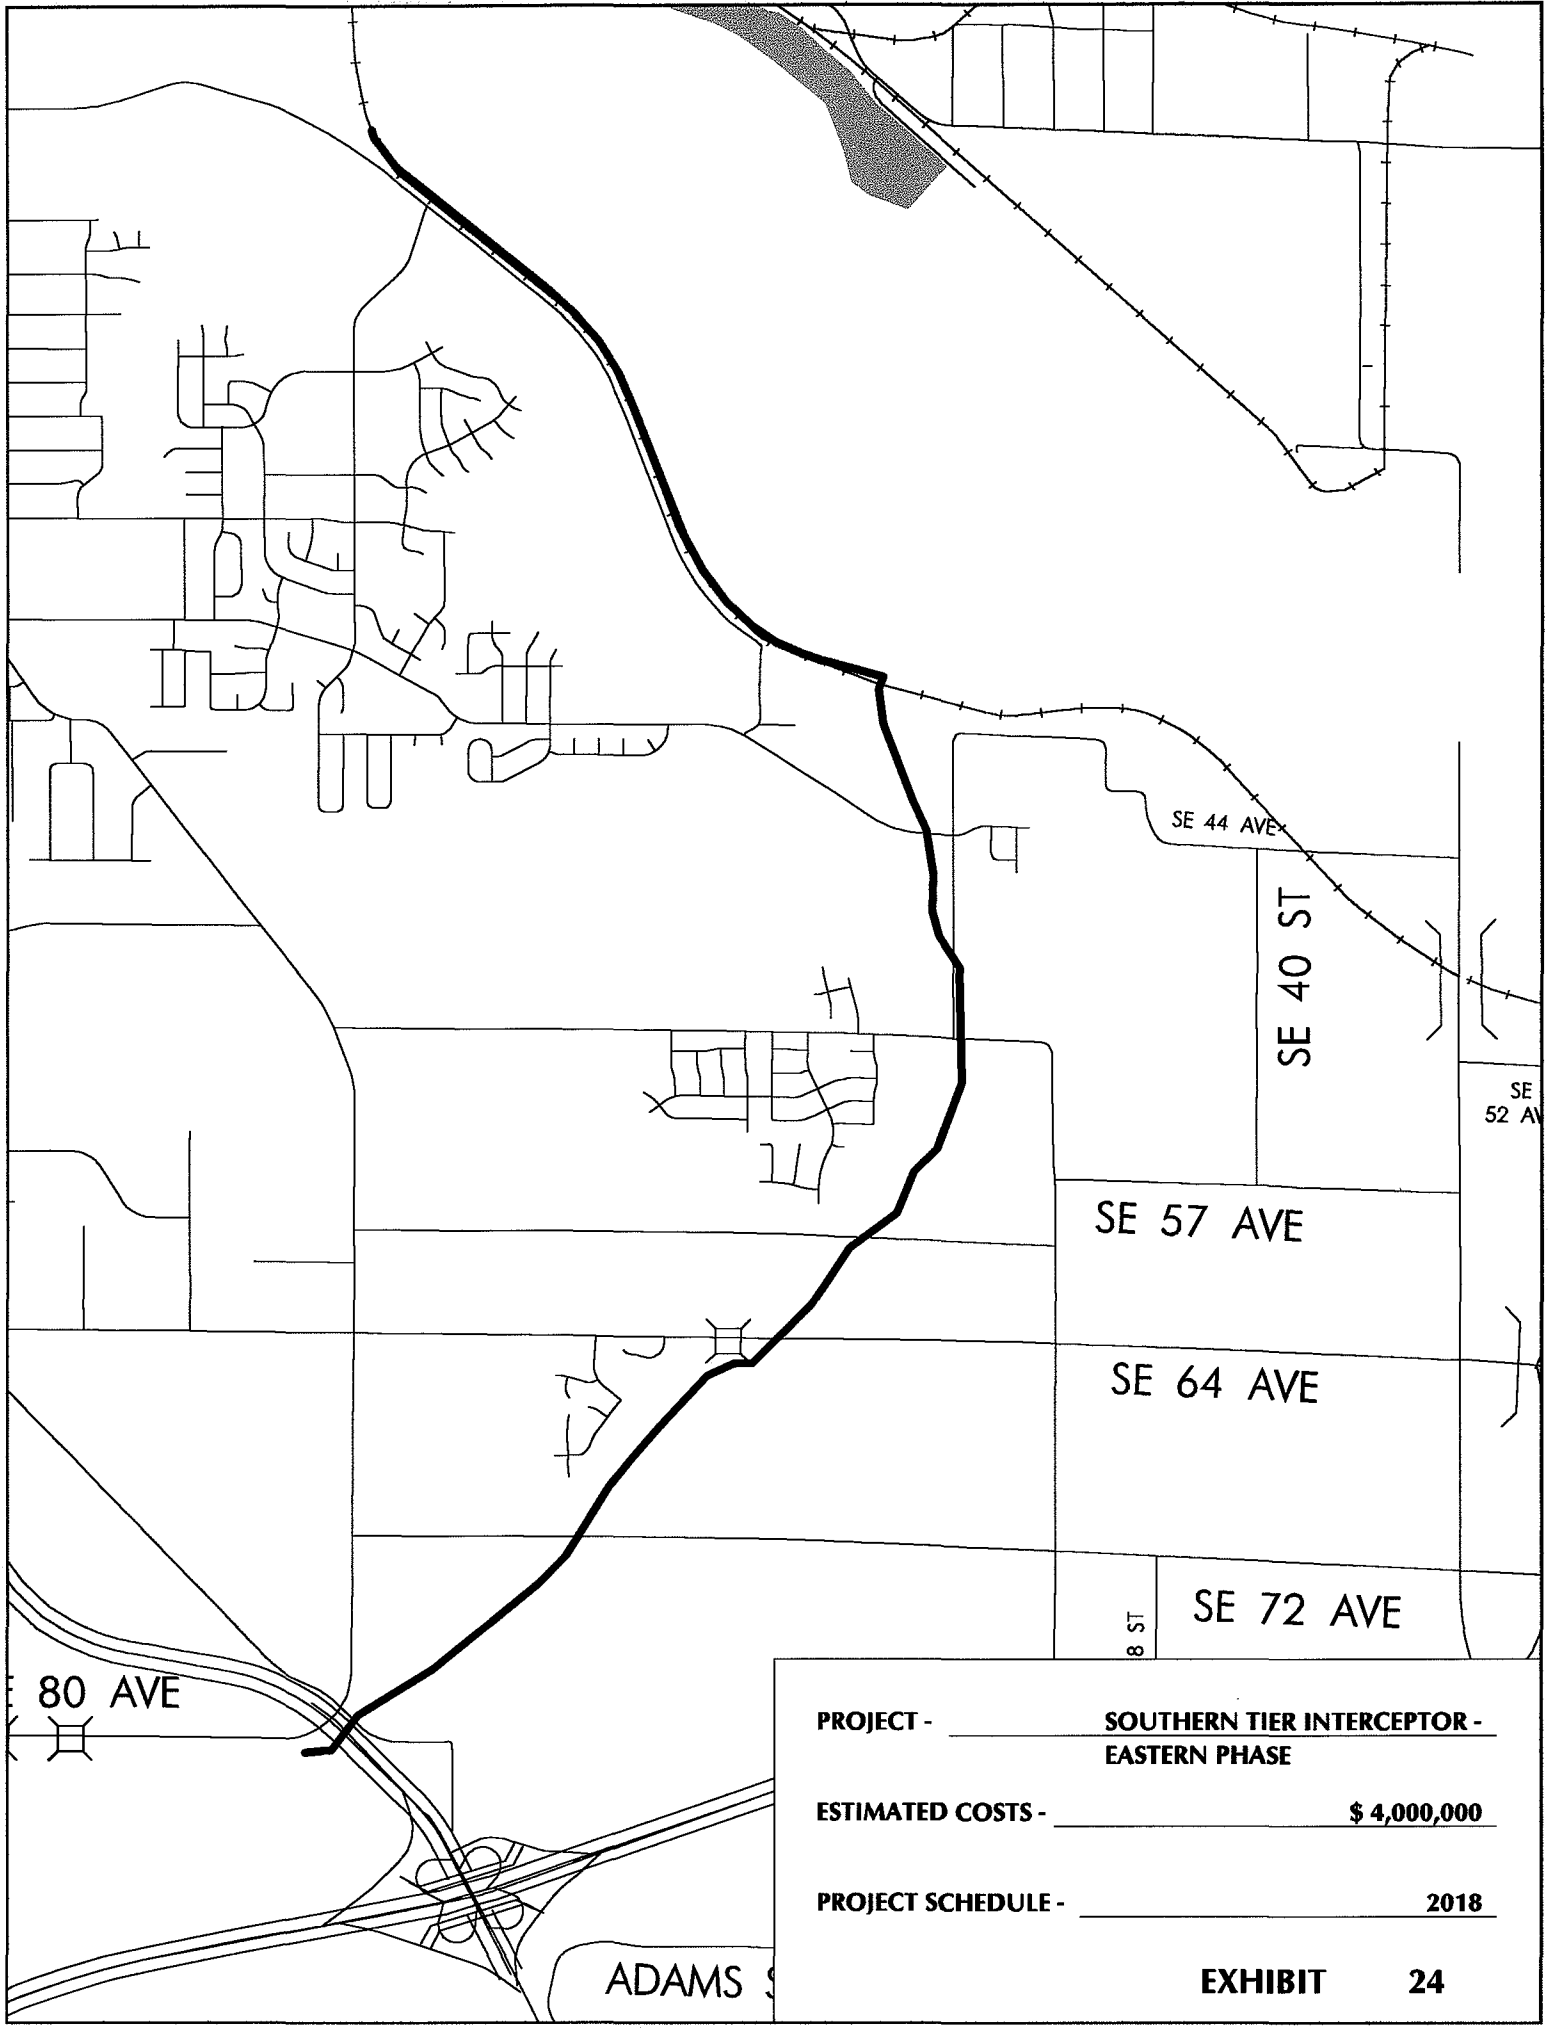 SE 44 AVE
SE 40 ST
SE
52 AV
SE 57 AVE
SE 64 AVE
SE 72 AVE
8 ST
E 80 AVE
PROJECT - SOUTHERN TIER INTERCEPTOR -
EASTERN PHASE
ESTIMATED COSTS - $ 4,000,000
PROJECT SCHEDULE - 2018
EXHIBIT 24
ADAMS S